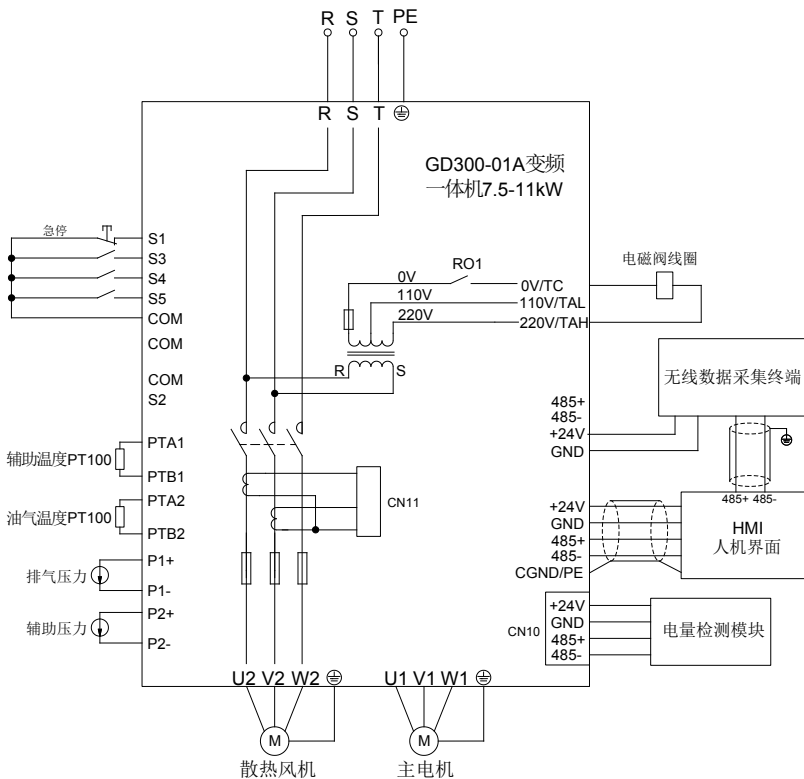 R S T PE
R S T
GD300-01A变频
一体机7.5-11kW
急停
S1
S3
S4
S5
COM
COM
COM
S2
0V
RO1
0V/TC
110V
110V/TAL
220V
220V/TAH
电磁阀线圈
R
S
无线数据采集终端
485+
485-
+24V
GND
辅助温度PT100
PTA1
PTB1
油气温度PT100
PTA2
PTB2
排气压力
P1+
P1-
辅助压力
P2+
P2-
CN11
485+ 485-
+24V
GND
485+
485-
CGND/PE
HMI
人机界面
CN10
+24V
GND
485+
485-
电量检测模块
U2 V2 W2
U1 V1 W1
M
M
散热风机
主电机